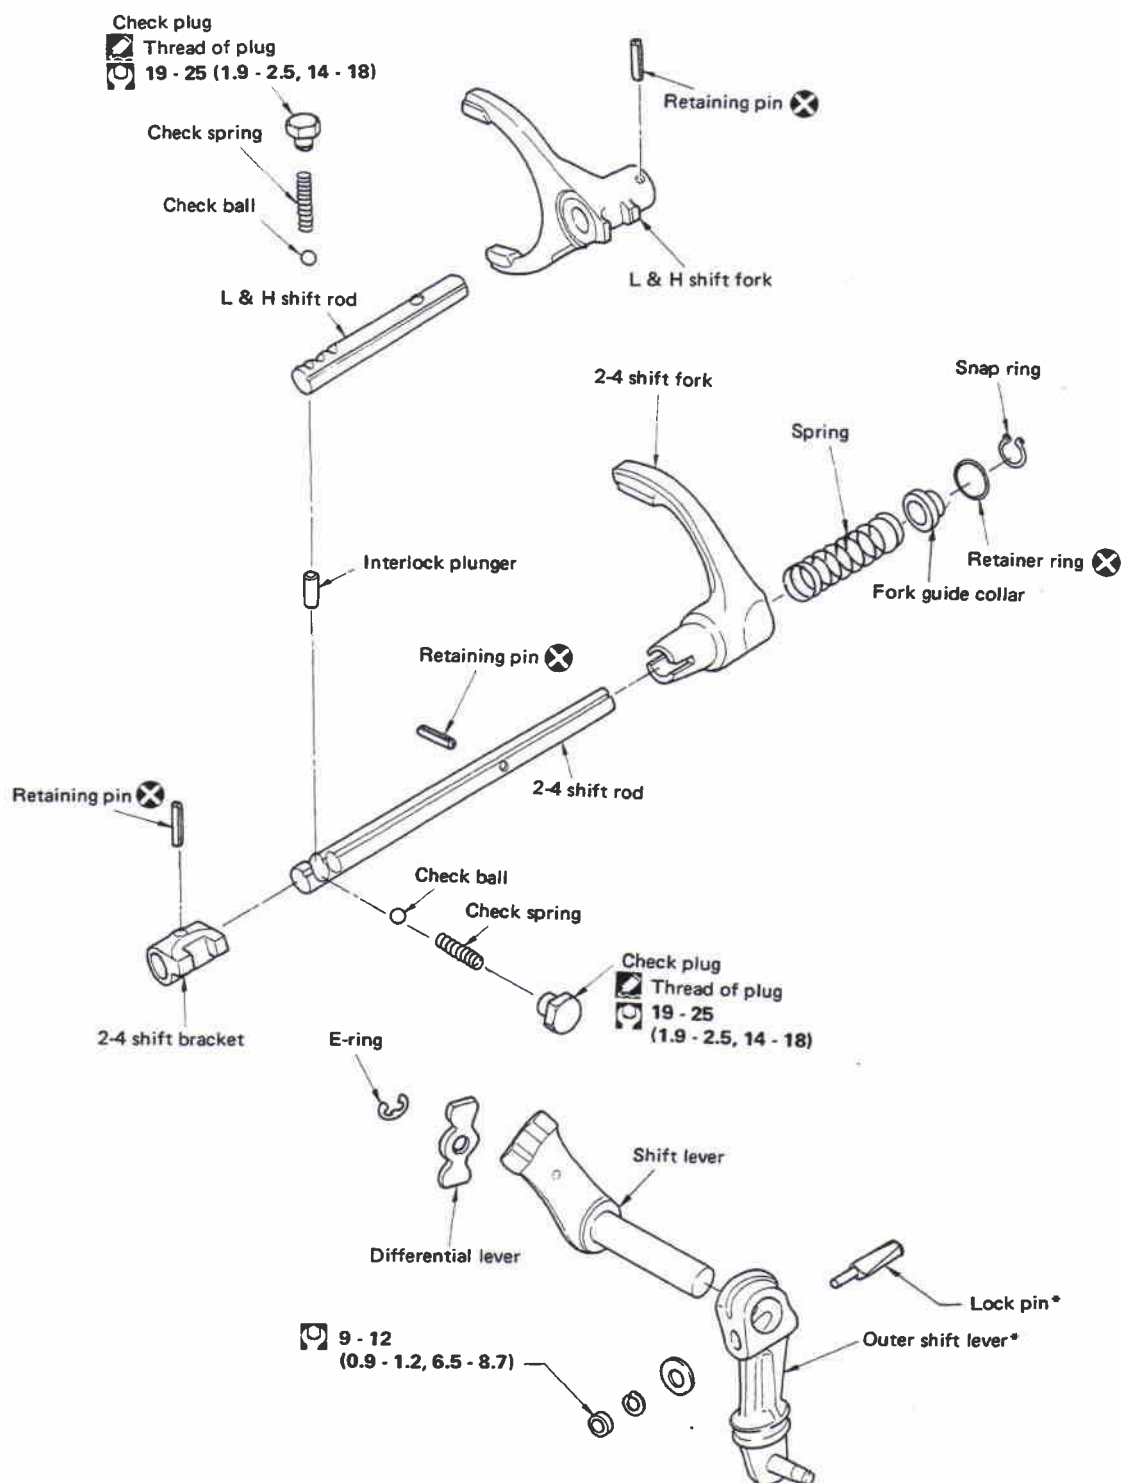 Check plug
Thread of plug
19 - 25 (1.9 - 2.5, 14 - 18)
Check spring
Check ball
L & H shift rod
Retaining pin
L & H shift fork
2-4 shift fork
Snap ring
Spring
Retainer ring
Fork guide collar
Interlock plunger
Retaining pin
2-4 shift rod
Retaining pin
Check ball
Check spring
Check plug
Thread of plug
19 - 25
(1.9 - 2.5, 14 - 18)
2-4 shift bracket
E-ring
Shift lever
Differential lever
Lock pin*
Outer shift lever*
9 - 12
(0.9 - 1.2, 6.5 - 8.7)